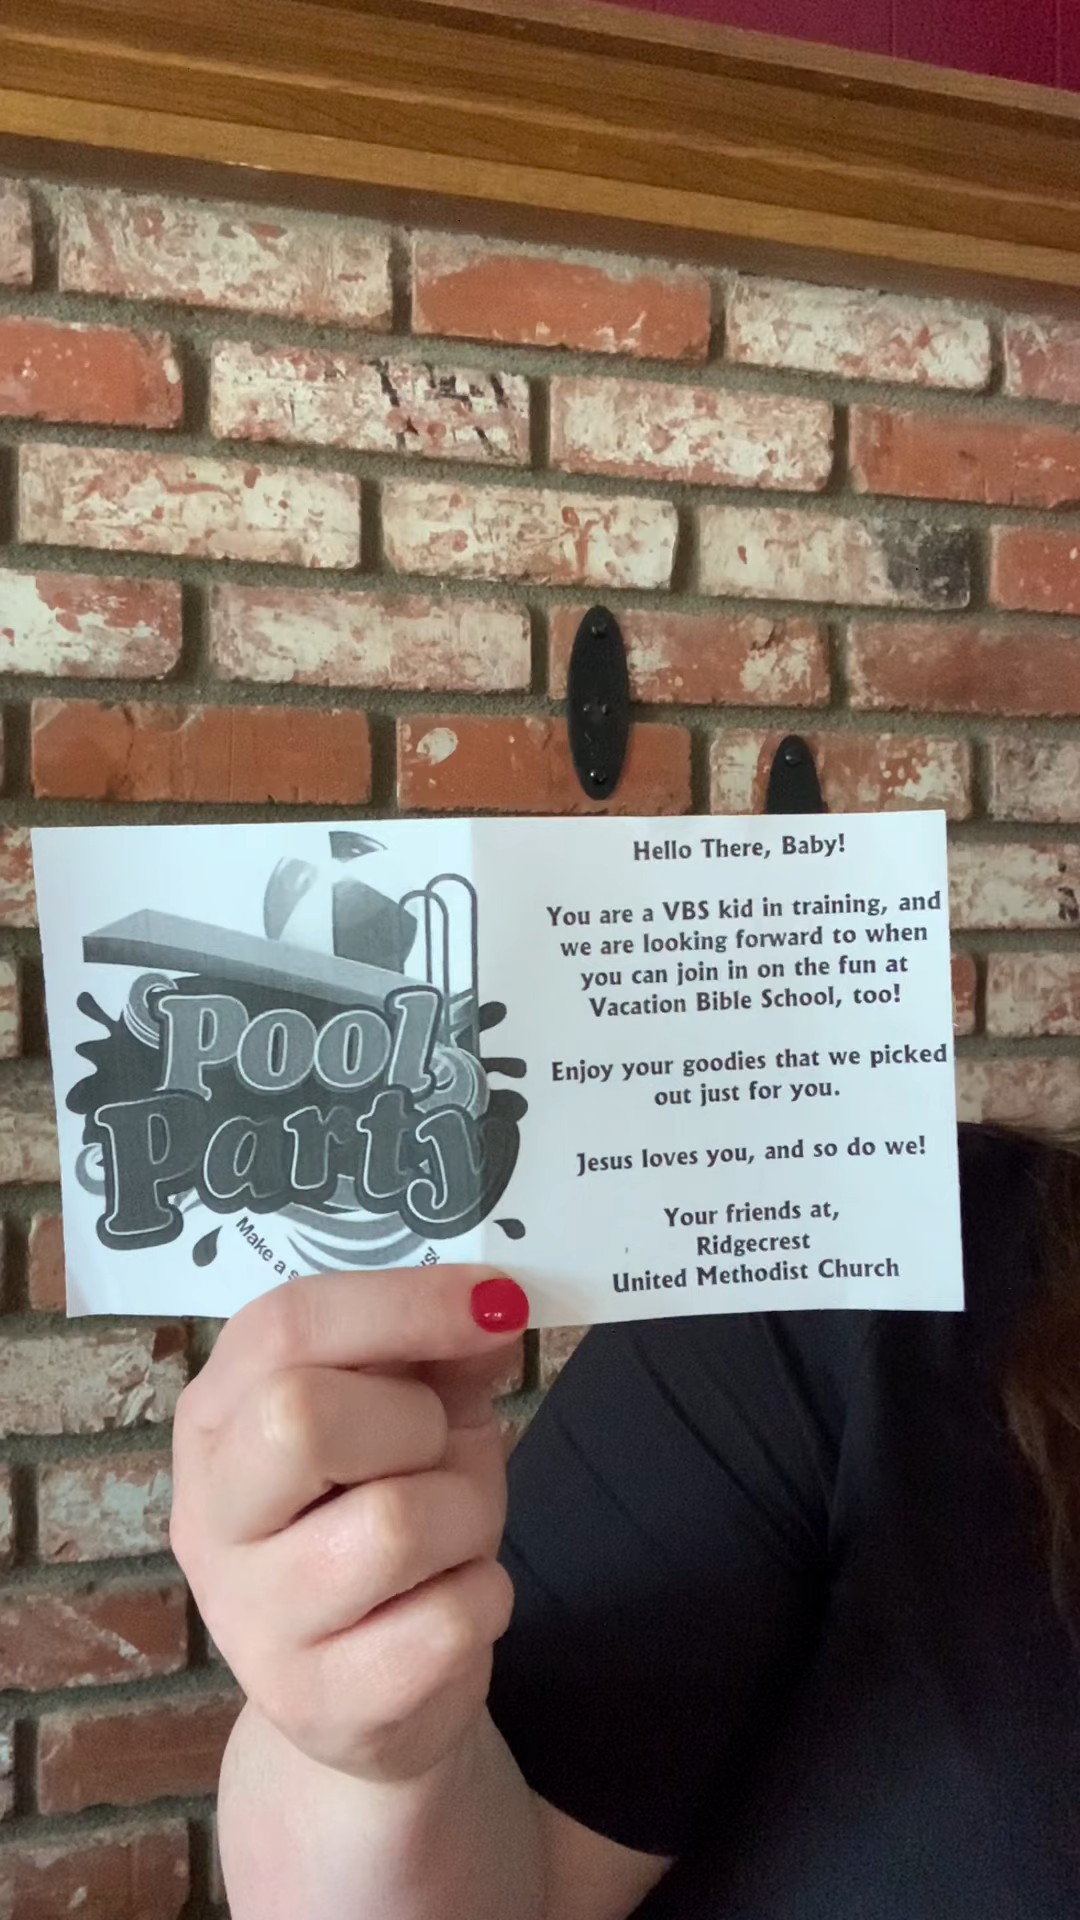 Pool
Party
Make a
Hello There, Baby!
You are a VBS kid in training, and
we are looking forward to when
you can join in on the fun at
Vacation Bible School, too!
Enjoy your goodies that we picked
out just for you.
Jesus loves you, and so do we!
Your friends at,
Ridgecrest
United Methodist Church